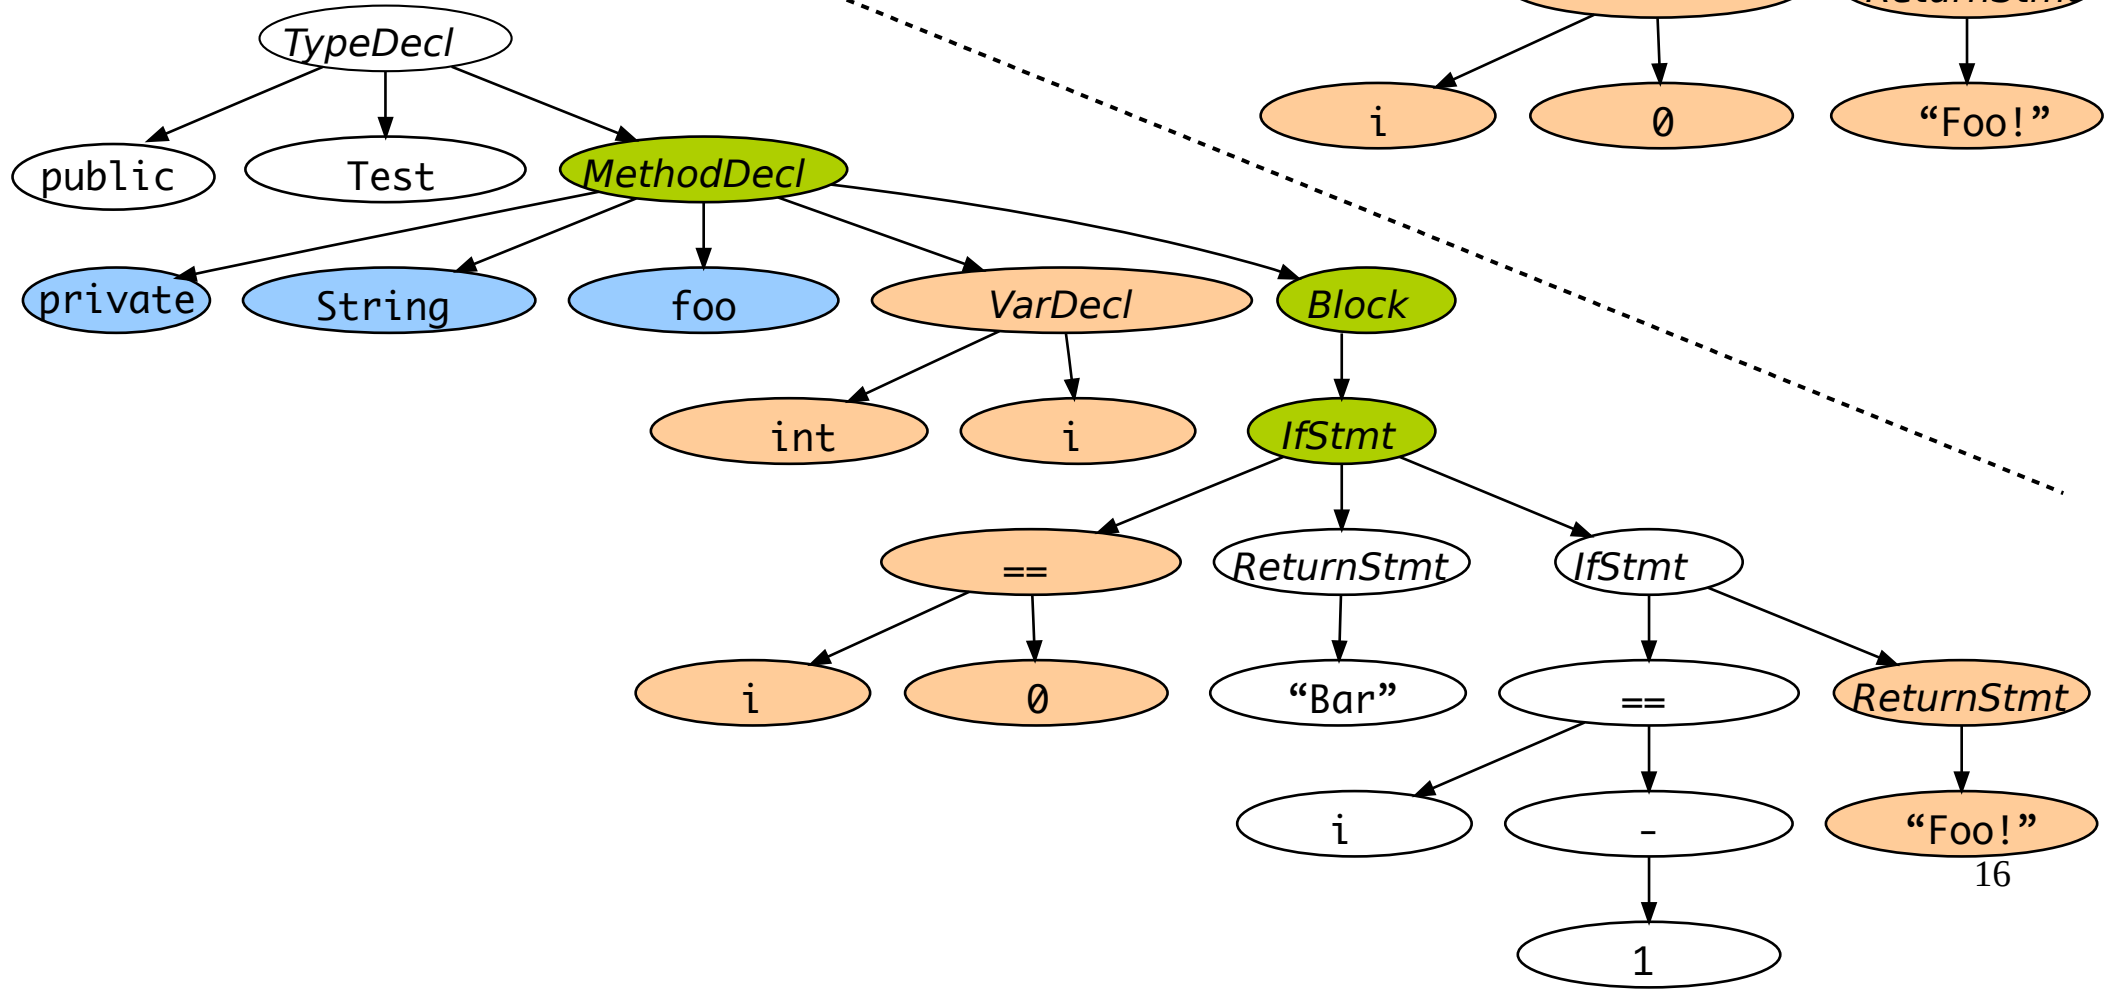 TypeDecl
i
0
“Foo!”
public
Test
MethodDecl
private
String
foo
VarDecl
Block
int
i
IfStmt
==
ReturnStmt
IfStmt
i
0
“Bar”
==
ReturnStmt
i
-
“Foo!”
16
1